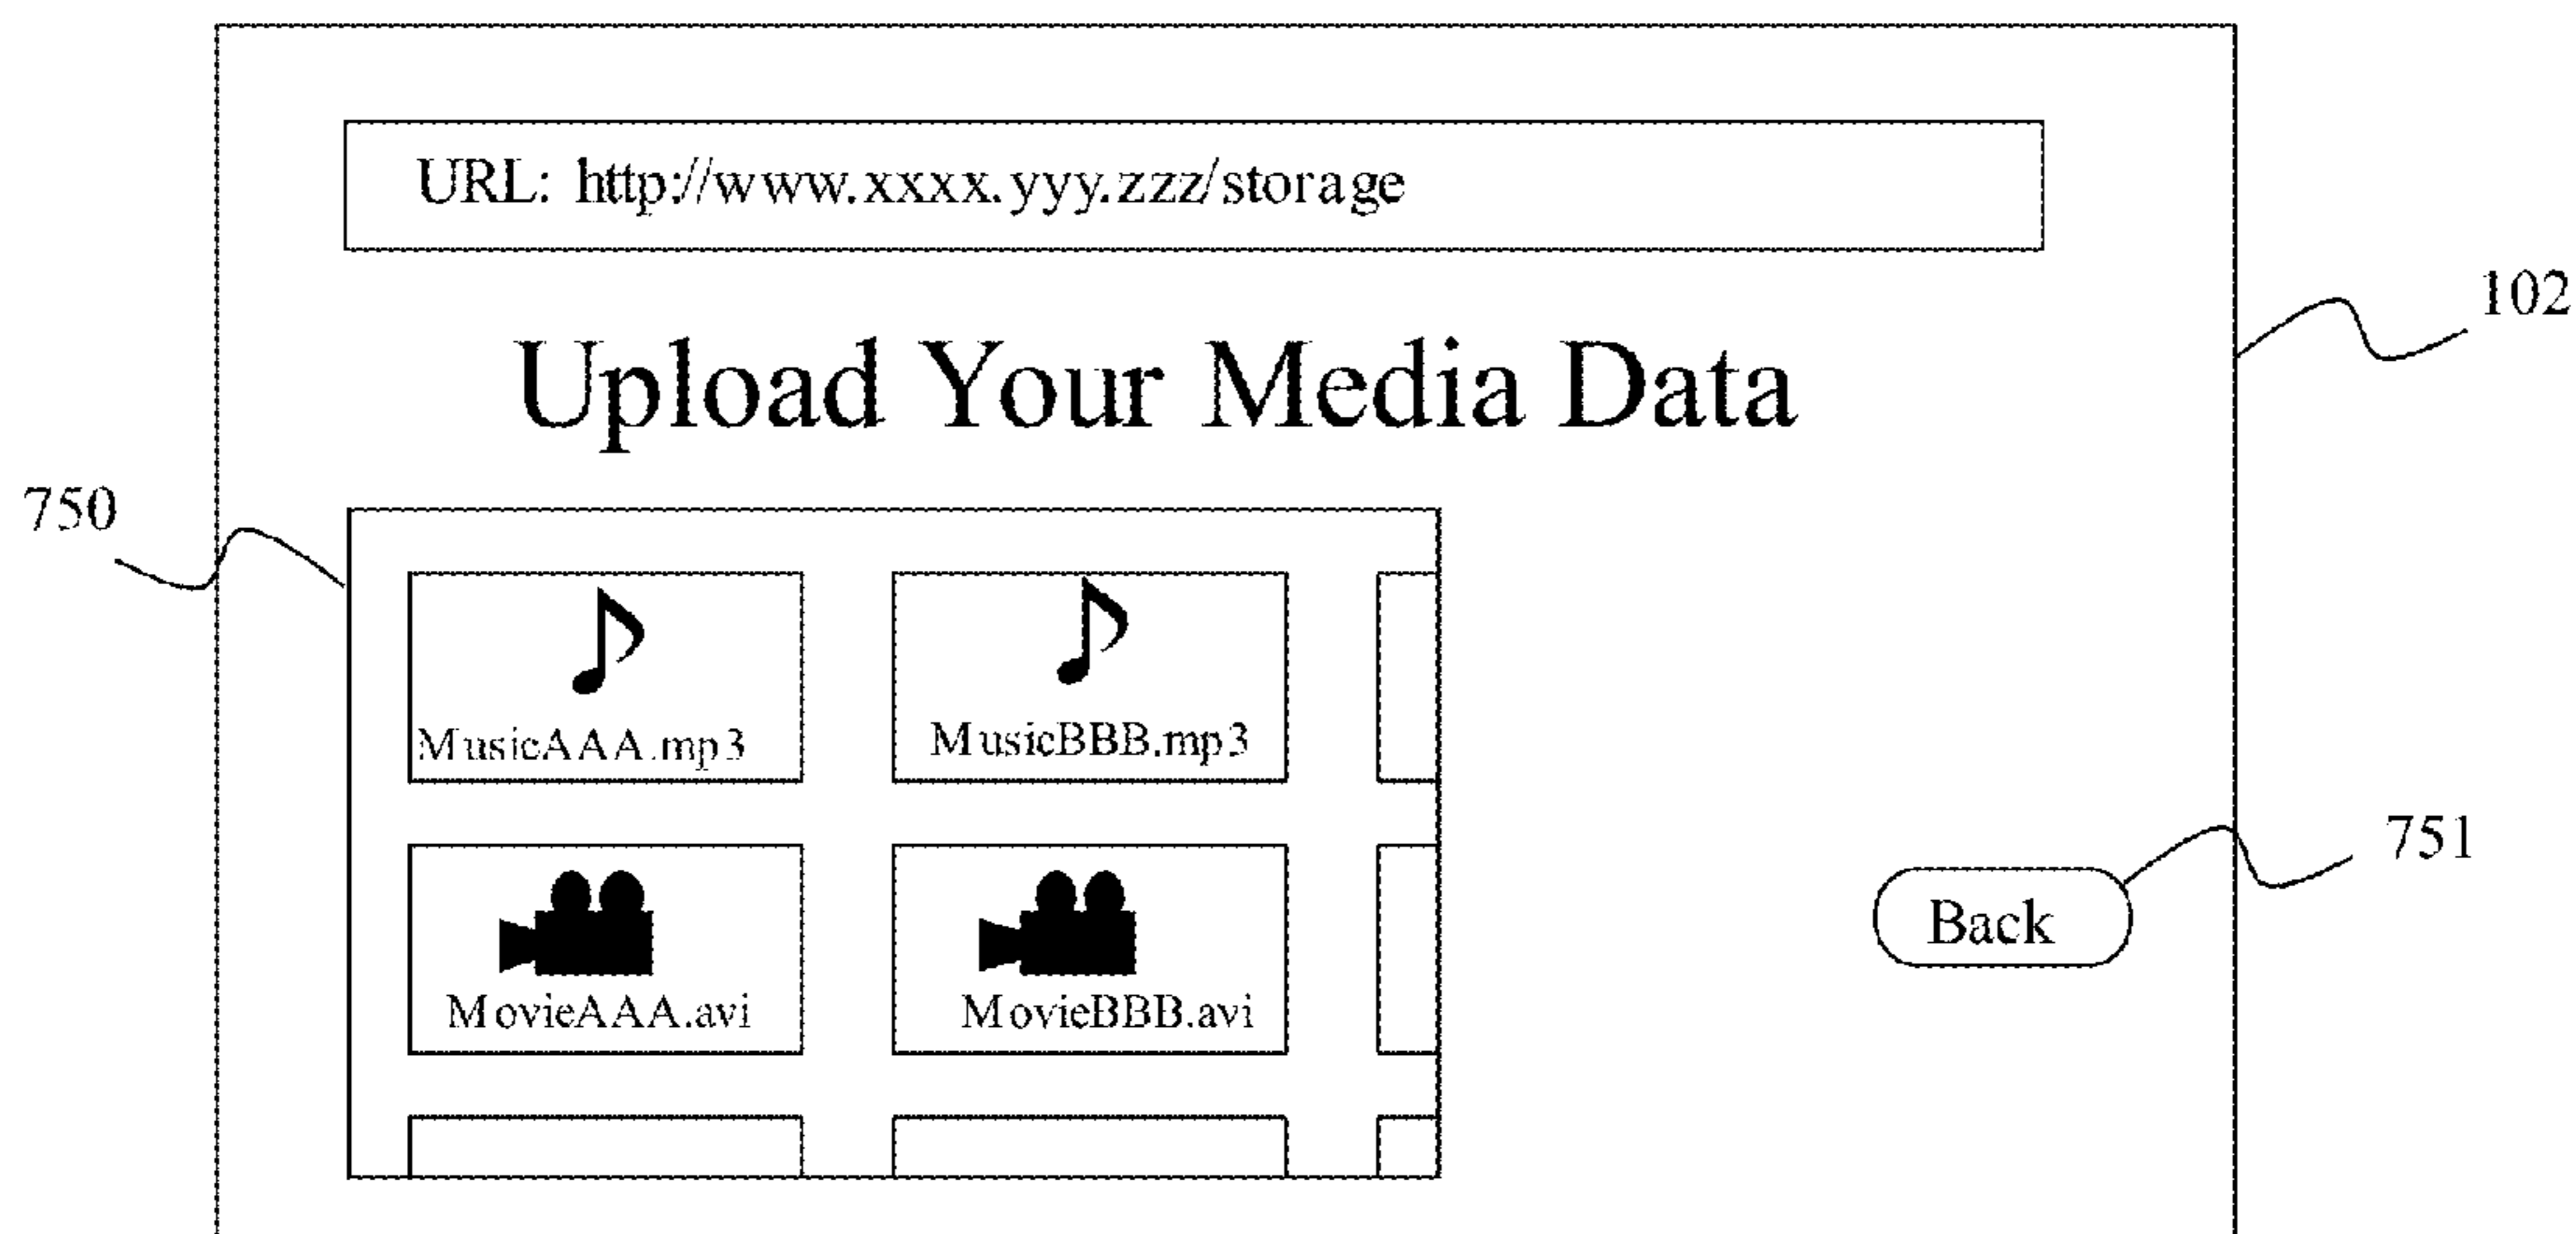 URL: http://www.xxxx.yyy.zzz/storage
102
Upload Your Media Data
750
MusicAAA.mp3 MusicBBB.mp3
751
Back
MovieAAA.avi MovieBBB.avi